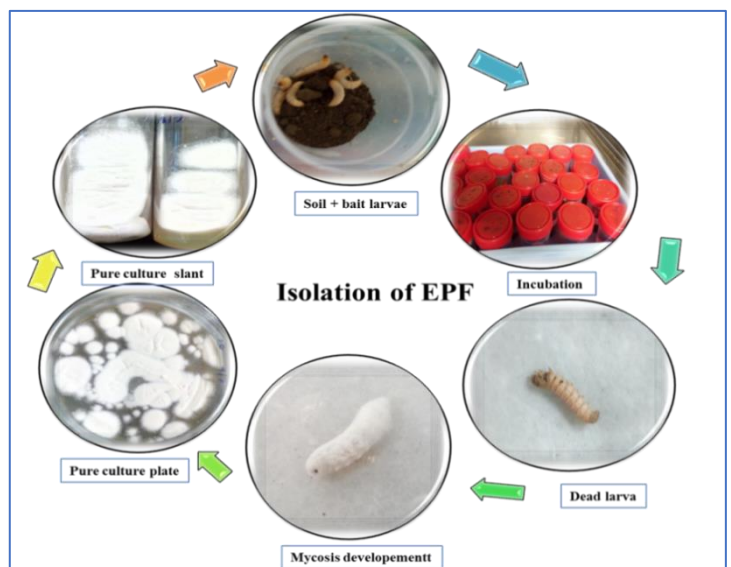 Soil + bait larvae
Pure culture slant
Incubation
Isolation of EPF
Pure culture plate
Dead larva
Mycosis developementt